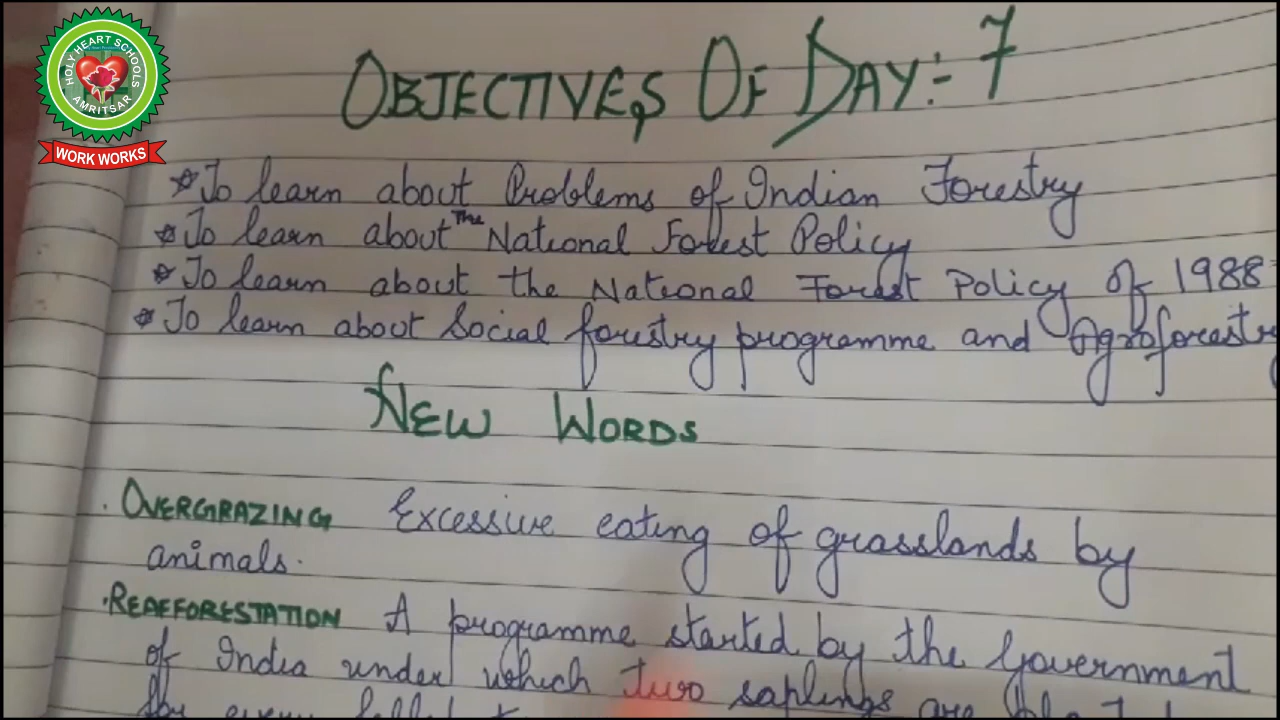 HOLY HEART SCHOOLS
AMRITSAR
WORK WORKS
OBJECTIVES OF DAY:- 7
* To learn about Problems of Indian Forestry
* To learn about The National Forest Policy
* To learn about the National Forest Policy of 1988
* To learn about Social forestry programme and Agroforestry
NEW WORDS
. OVERGRAZING Excessive eating of grasslands by
animals.
. REAFFORESTATION A programme started by the Government
of India under which two saplings are
for every